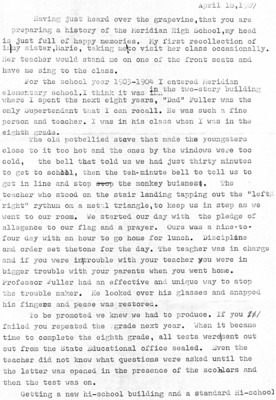 April 18,
Having just heard over the grapevine, that you are
preparing a history of the Meridian High school, my head
is just full of happy memories. My first recollection of
my sister, Marie, taking me to visit her class occasionally.
Her teacher would stand me on one of the front seats and
have me sing to the class.
For the school year 1903-1904 I entered Meridian
elementary school. I think it was in the two-story building
where I spent the next eight years, "Dad" Fuller was the
only Supertendant that I can recall. He was such a fine
person and teacher. I was in his class when I was in the
eighth grade.
The old potbellied stove that made the youngsters
close to it too hot and the ones by the windows were too
cold, the bell that told us we had just thirty minutes
to get to school, then the ten-minute bell to tell us to
get in line and stop the monkey buisness. The
teacher who stood on the stair landing tapping out the "left
right" rythum on a metal triangle, to keep us in step as we
went to our room. We started our day with the pledge of
allegence to our flag and a prayer. Ours was a nine-to-
four day with an hour to go home for lunch. Discipline
and order set the tone for the day. The teacher was in charge
and if you were in trouble with your teacher you were in
bigger trouble with your parents when you went home.
Professor Fuller had an effective and unique way to stop
the trouble maker. He looked over his glasses and snapped
his fingers and peace was restored.
To be promoted we knew we had to produce. If you
failed you repeated the grade next year. When it became
time to complete the eighth grade, all tests were sent out
out from the State Educational office sealed. Even the
teacher did not know what questions were asked until the
the letter was opened in the presence of the scolars and
then the test was on.
Getting a new hi-school building and a standard Hi-school